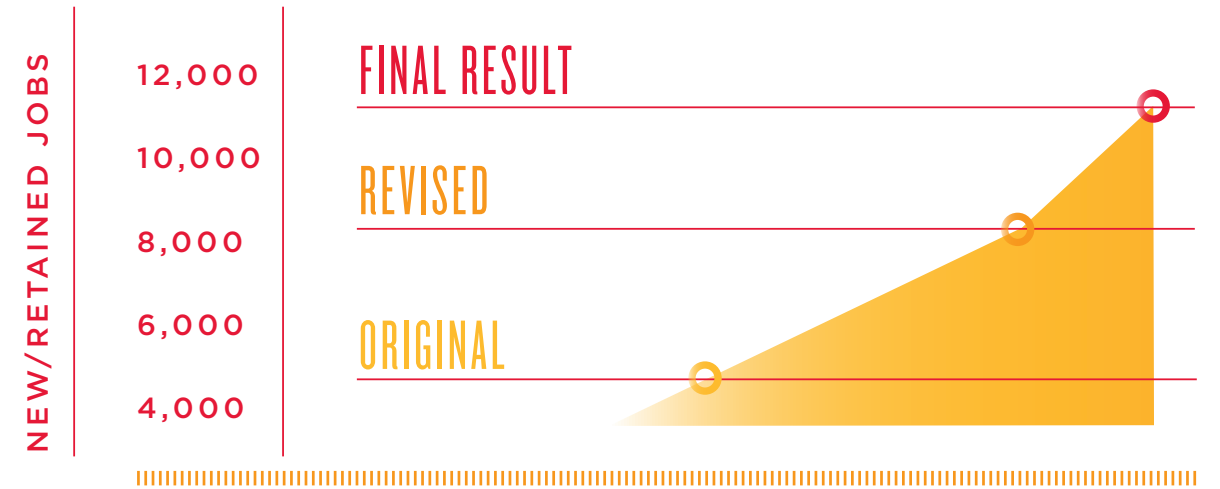 NEW/RETAINED JOBS
12,000
10,000
8,000
6,000
4,000
FINAL RESULT
REVISED
ORIGINAL